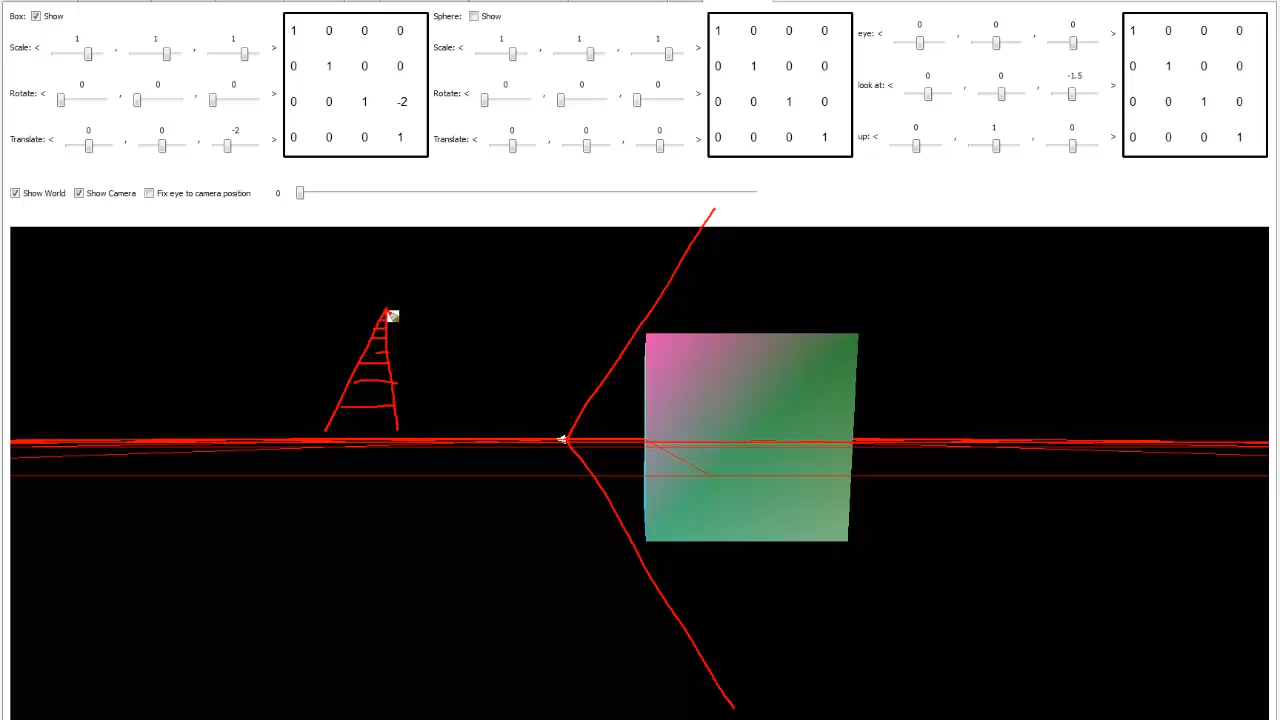 Box: Show
1 1 1
Scale: < , , >
0 0 0
Rotate: < , , >
0 0 -2
Translate: < , , >
1 0 0 0
0 1 0 0
0 0 1 -2
0 0 0 1
Sphere: Show
1 1 1
Scale: < , , >
0 0 0
Rotate: < , , >
0 0 0
Translate: < , , >
1 0 0 0
0 1 0 0
0 0 1 0
0 0 0 1
0 0 0
eye: < , , >
0 0 -1.5
look at: < , , >
0 1 0
up: < , , >
1 0 0 0
0 1 0 0
0 0 1 0
0 0 0 1
Show World Show Camera Fix eye to camera position 0